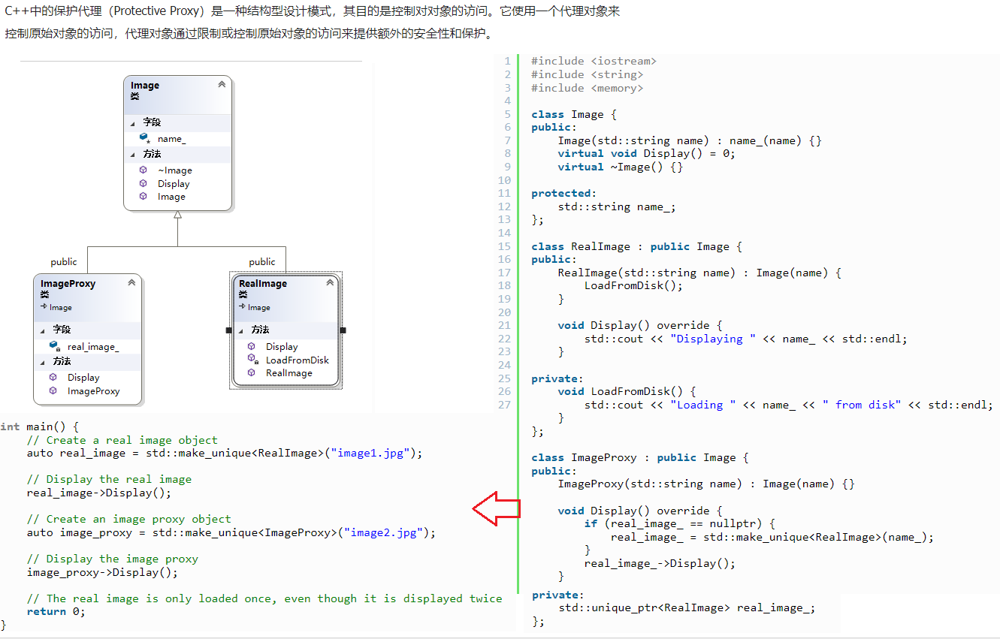 C++中的保护代理（Protective Proxy）是一种结构型设计模式，其目的是控制对对象的访问。它使用一个代理对象来
控制原始对象的访问，代理对象通过限制或控制原始对象的访问来提供额外的安全性和保护。
Image
类
字段
name_
方法
~Image
Display
Image
public
public
ImageProxy
类
Image
字段
real_image_
方法
Display
ImageProxy
RealImage
类
Image
方法
Display
LoadFromDisk
RealImage
1 #include <iostream>
2 #include <string>
3 #include <memory>
4
5 class Image {
6 public:
7     Image(std::string name) : name_(name) {}
8     virtual void Display() = 0;
9     virtual ~Image() {}
10
11 protected:
12     std::string name_;
13 };
14
15 class RealImage : public Image {
16 public:
17     RealImage(std::string name) : Image(name) {
18         LoadFromDisk();
19     }
20
21     void Display() override {
22         std::cout << "Displaying " << name_ << std::endl;
23     }
24
25 private:
26     void LoadFromDisk() {
27         std::cout << "Loading " << name_ << " from disk" << std::endl;
    }
};
class ImageProxy : public Image {
public:
    ImageProxy(std::string name) : Image(name) {}
    void Display() override {
        if (real_image_ == nullptr) {
            real_image_ = std::make_unique<RealImage>(name_);
        }
        real_image_->Display();
    }
private:
    std::unique_ptr<RealImage> real_image_;
};
int main() {
    // Create a real image object
    auto real_image = std::make_unique<RealImage>("image1.jpg");
    // Display the real image
    real_image->Display();
    // Create an image proxy object
    auto image_proxy = std::make_unique<ImageProxy>("image2.jpg");
    // Display the image proxy
    image_proxy->Display();
    // The real image is only loaded once, even though it is displayed twice
    return 0;
}